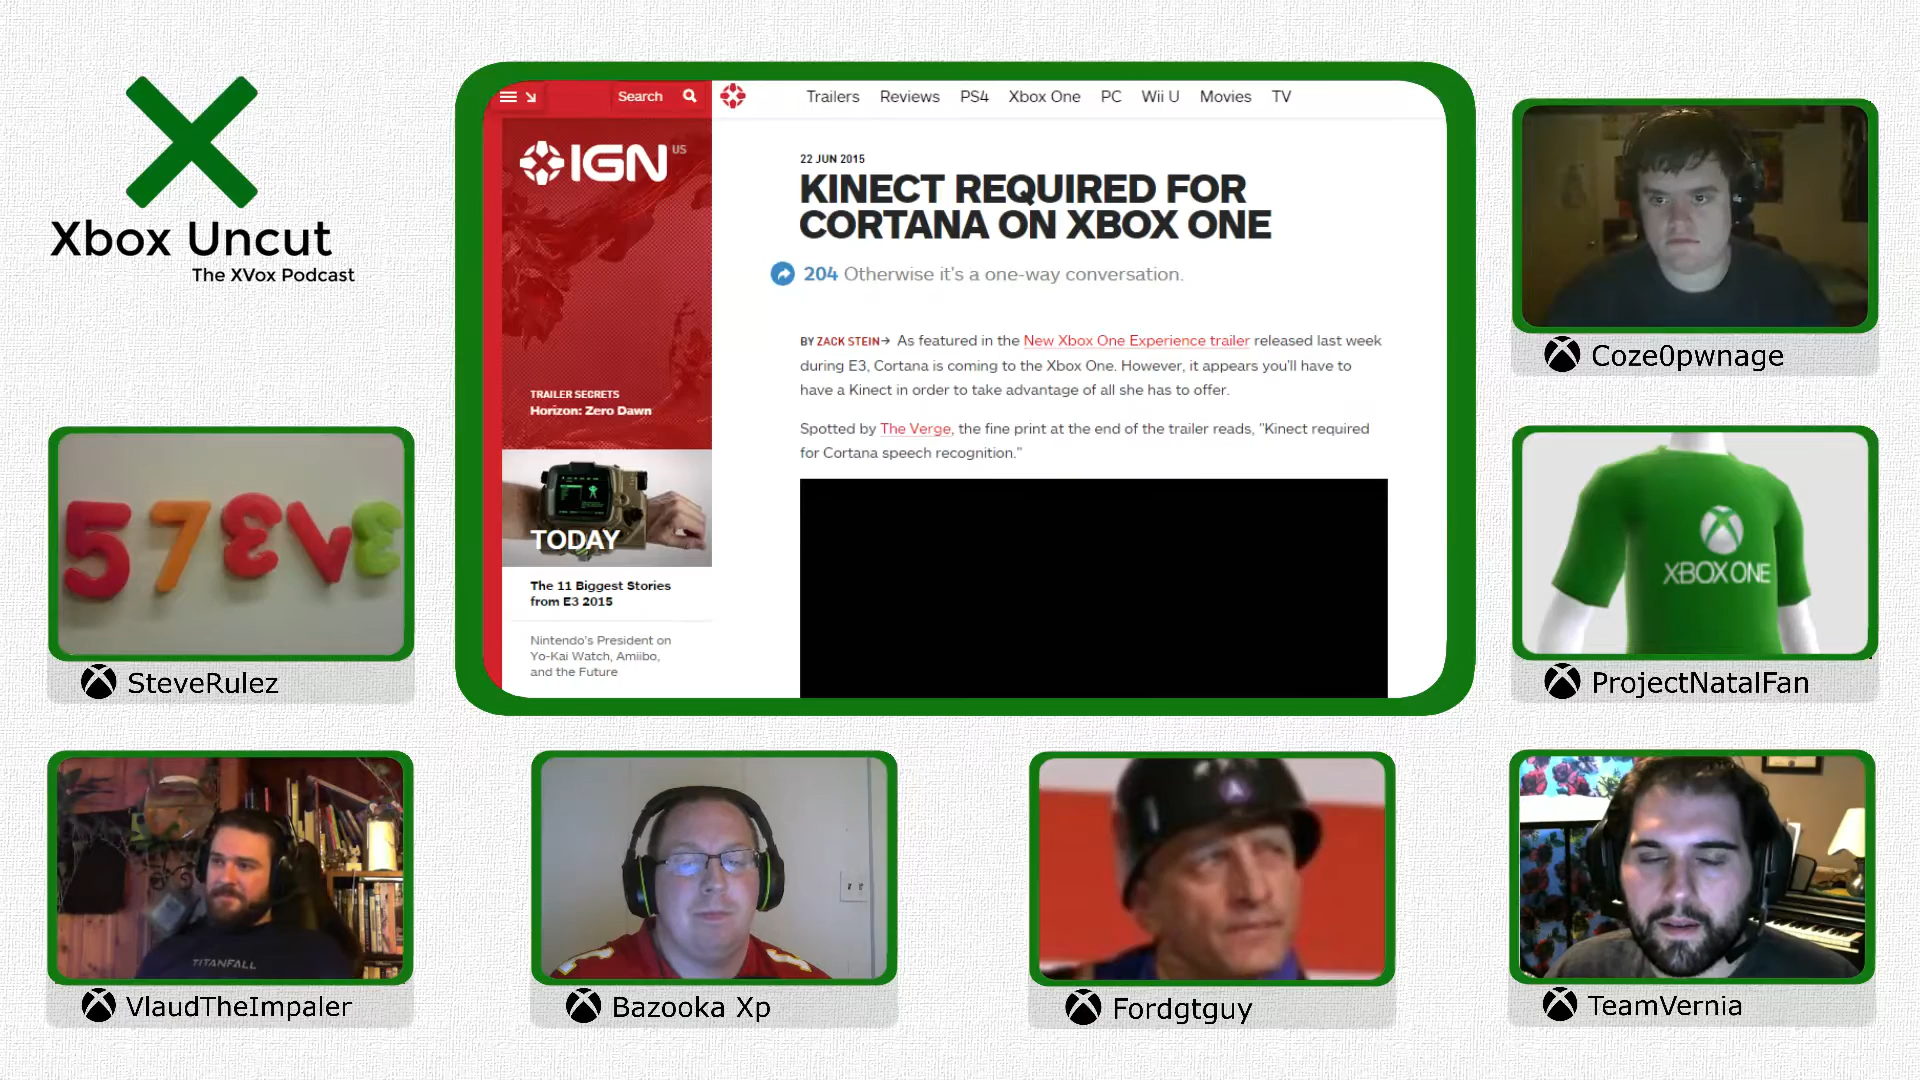 Xbox Uncut
The XVox Podcast
Search
Trailers Reviews PS4 Xbox One PC Wii U Movies TV
IGN US
TRAILER SECRETS
Horizon: Zero Dawn
TODAY
The 11 Biggest Stories
from E3 2015
Nintendo's President on
Yo-Kai Watch, Amiibo,
and the Future
22 JUN 2015
KINECT REQUIRED FOR
CORTANA ON XBOX ONE
204 Otherwise it's a one-way conversation.
BY ZACK STEIN → As featured in the New Xbox One Experience trailer released last week
during E3, Cortana is coming to the Xbox One. However, it appears you'll have to
have a Kinect in order to take advantage of all she has to offer.
Spotted by The Verge, the fine print at the end of the trailer reads, "Kinect required
for Cortana speech recognition."
Coze0pwnage
57EVE
SteveRulez
XBOX ONE
ProjectNatalFan
TITANFALL
VlaudTheImpaler
Bazooka Xp
Fordgtguy
TeamVernia